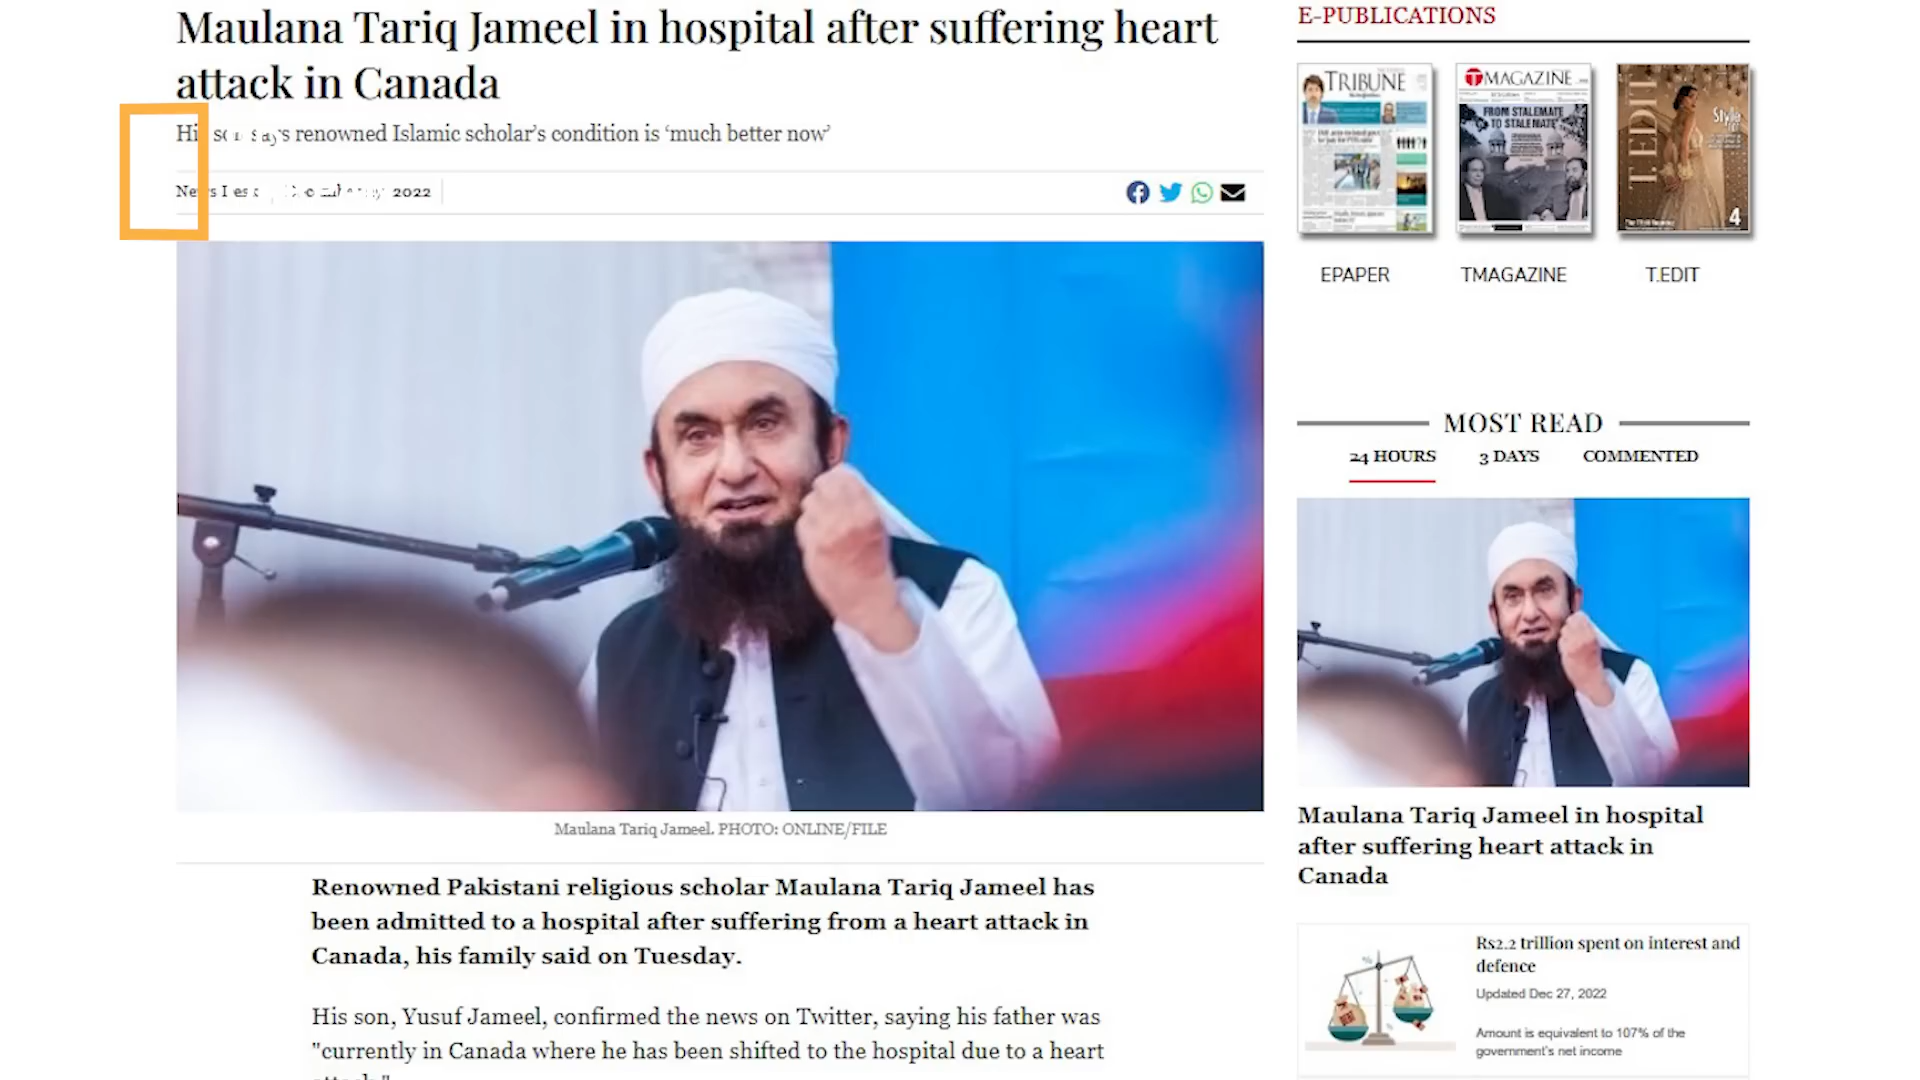 Maulana Tariq Jameel in hospital after suffering heart
attack in Canada
renowned Islamic scholar's condition is 'much better now'
2022
Maulana Tariq Jameel. PHOTO: ONLINE/FILE
Renowned Pakistani religious scholar Maulana Tariq Jameel has
been admitted to a hospital after suffering from a heart attack in
Canada, his family said on Tuesday.
His son, Yusuf Jameel, confirmed the news on Twitter, saying his father was
"currently in Canada where he has been shifted to the hospital due to a heart
E-PUBLICATIONS
TRIBUNE
TMAGAZINE
FROM STALEMATE
TO STALEMATE
T.EDIT
Style
4
EPAPER TMAGAZINE T.EDIT
MOST READ
24 HOURS 3 DAYS COMMENTED
Maulana Tariq Jameel in hospital
after suffering heart attack in
Canada
Rs2.2 trillion spent on interest and
defence
Updated Dec 27, 2022
Amount is equivalent to 107% of the
government's net income